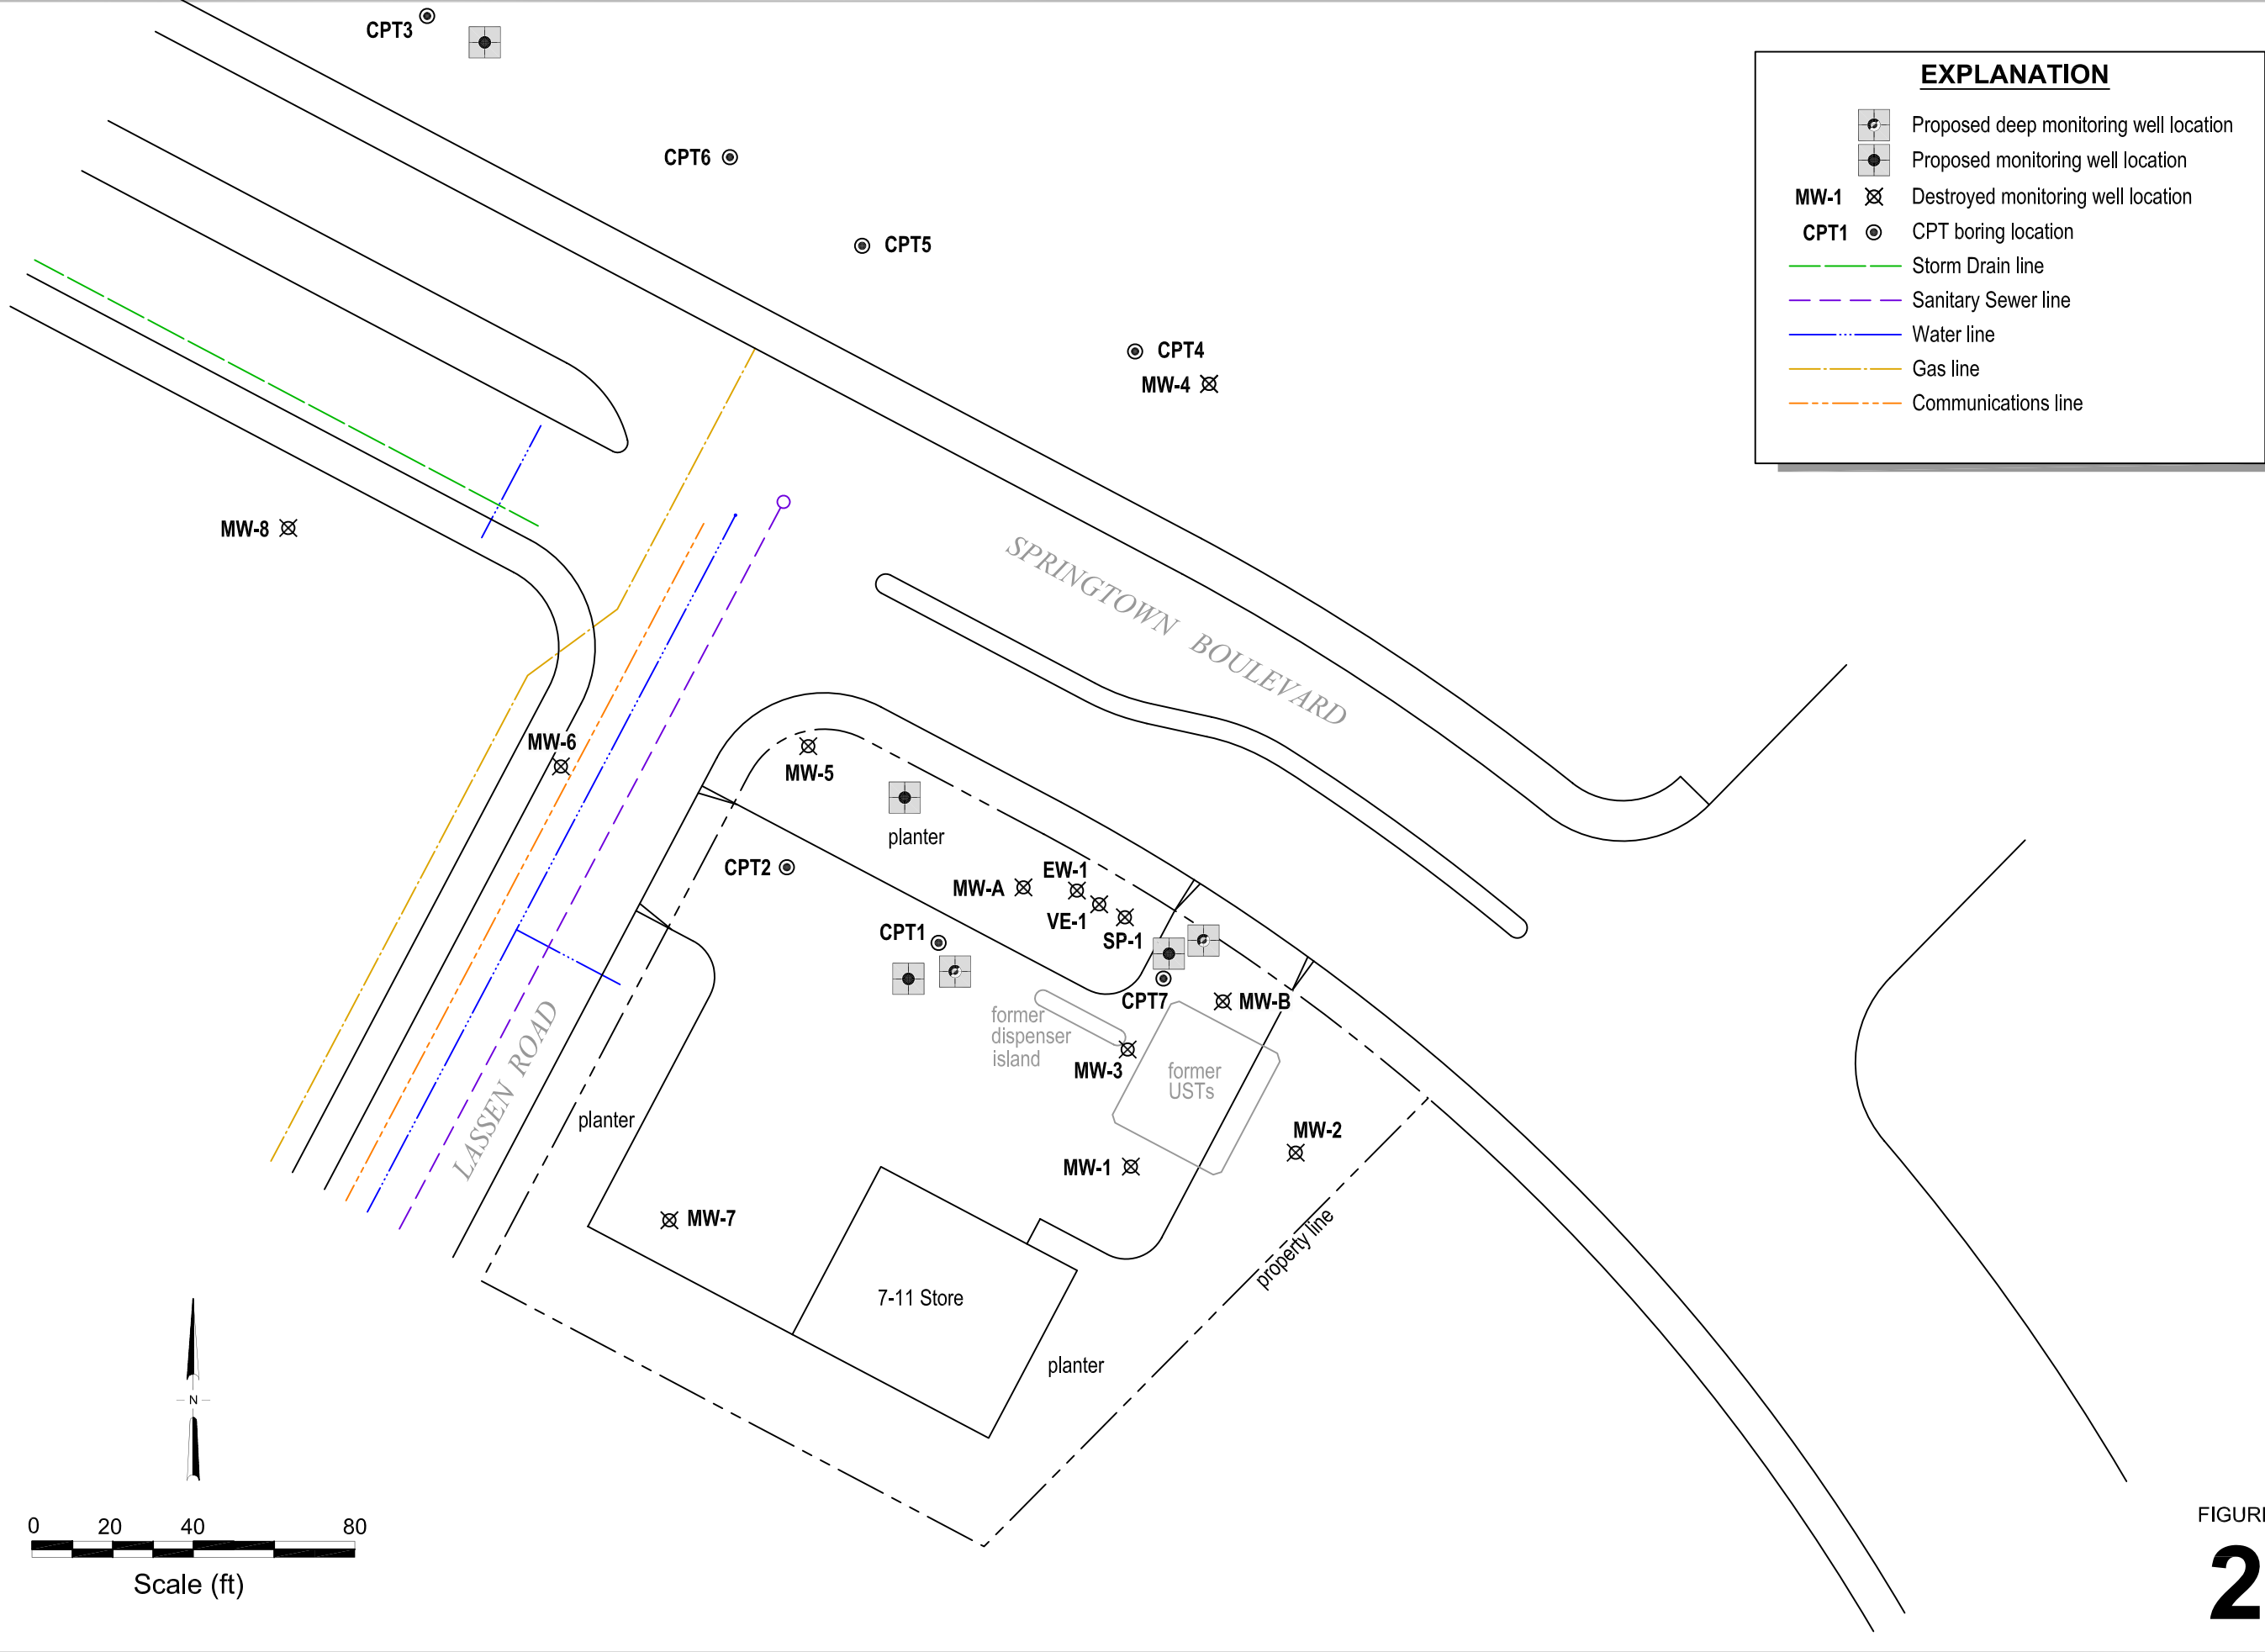 CPT3
EXPLANATION
Proposed deep monitoring well location
Proposed monitoring well location
MW-1 Destroyed monitoring well location
CPT1 CPT boring location
Storm Drain line
Sanitary Sewer line
Water line
Gas line
Communications line
CPT6
CPT5
CPT4
MW-4
MW-8
SPRINGTOWN BOULEVARD
MW-6
MW-5
planter
CPT2
EW-1
MW-A
VE-1
SP-1
CPT1
CPT7
MW-B
former
dispenser
island
MW-3
former
USTs
LASSEN ROAD
planter
MW-2
MW-1
MW-7
property line
7-11 Store
planter
N
0 20 40 80
Scale (ft)
FIGURE
2